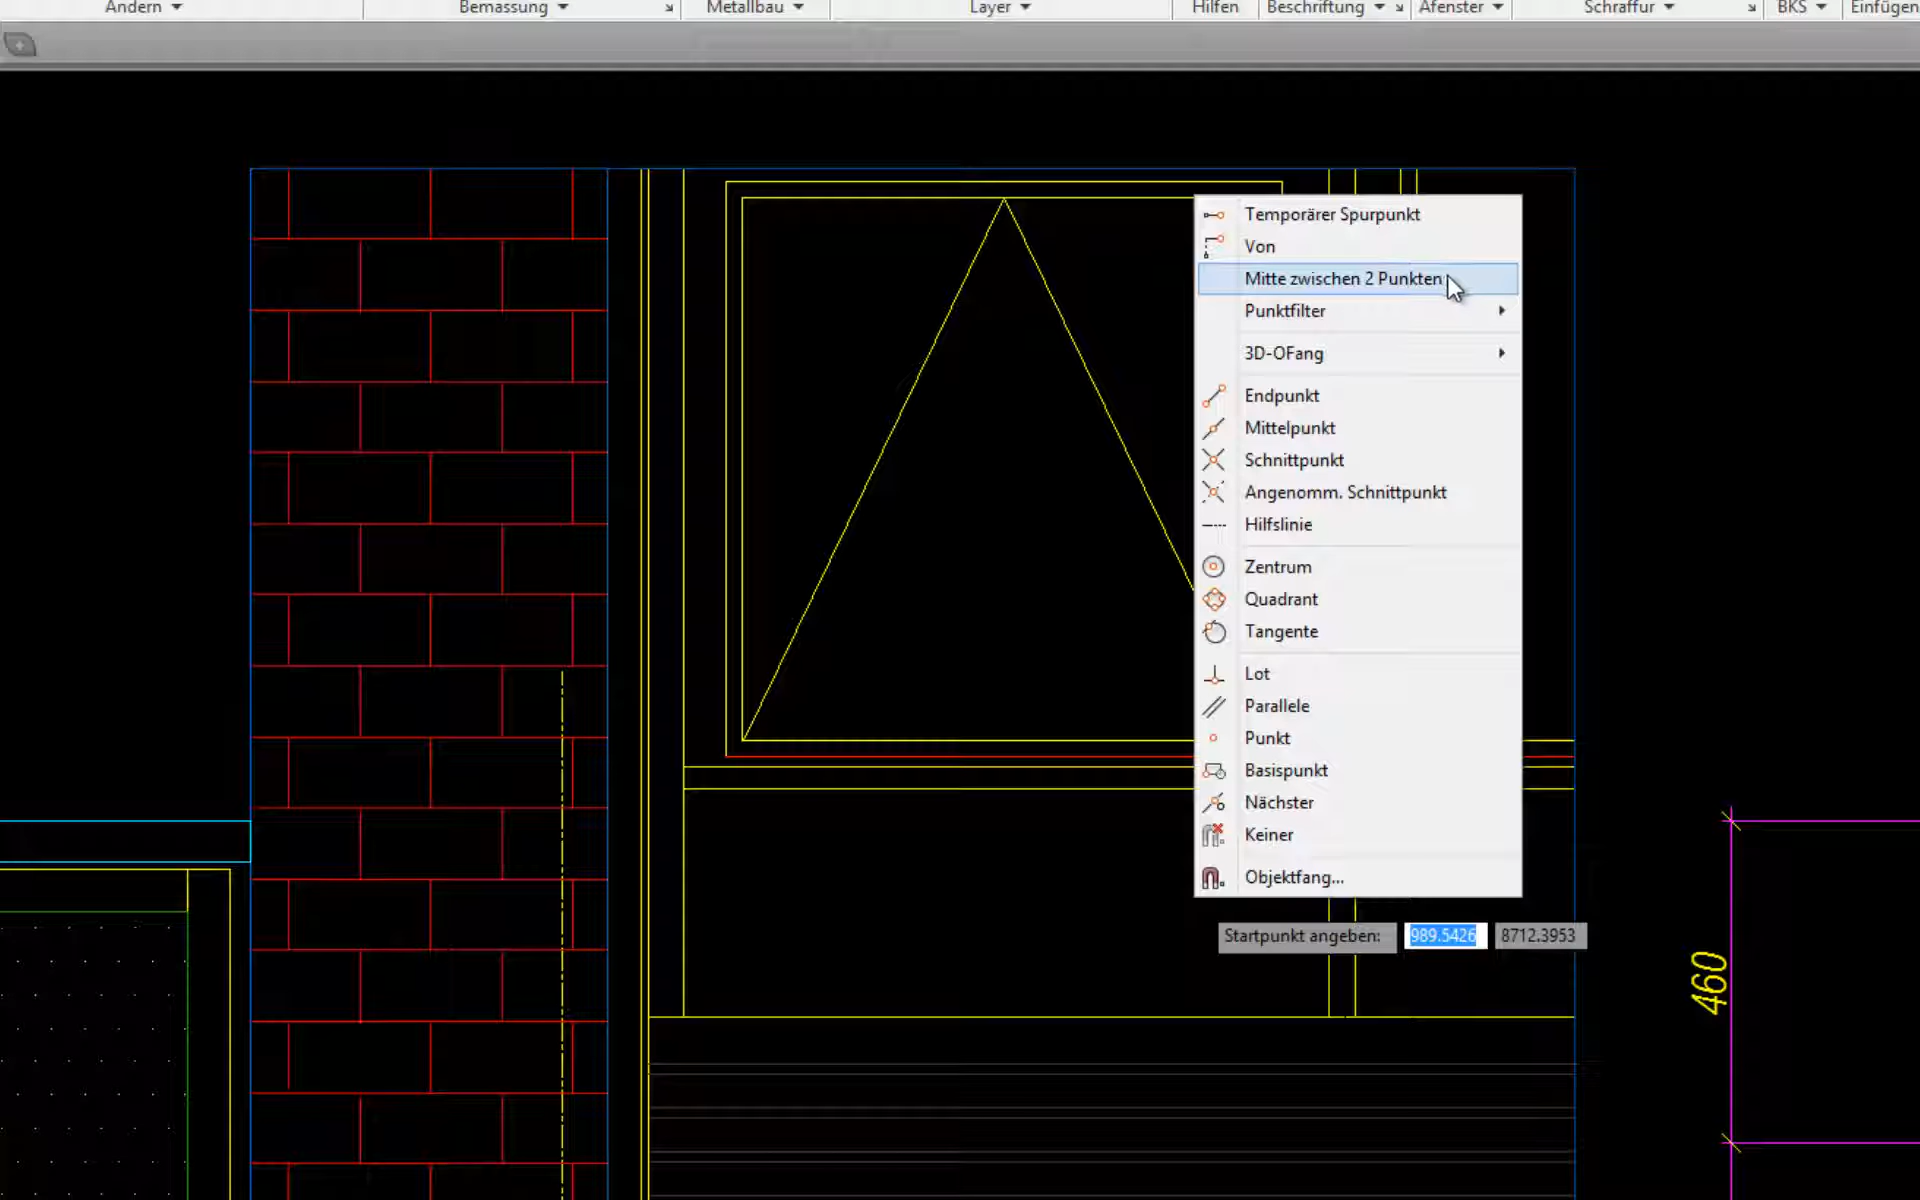 Ändern
Bemassung
Metallbau
Layer
Hilfen
Beschriftung
Afenster
Schraffur
BKS
Einfügen
Temporärer Spurpunkt
Von
Mitte zwischen 2 Punkten
Punktfilter
3D-OFang
Endpunkt
Mittelpunkt
Schnittpunkt
Angenomm. Schnittpunkt
Hilfslinie
Zentrum
Quadrant
Tangente
Lot
Parallele
Punkt
Basispunkt
Nächster
Keiner
Objektfang...
Startpunkt angeben: 989.5426 8712.3953
460